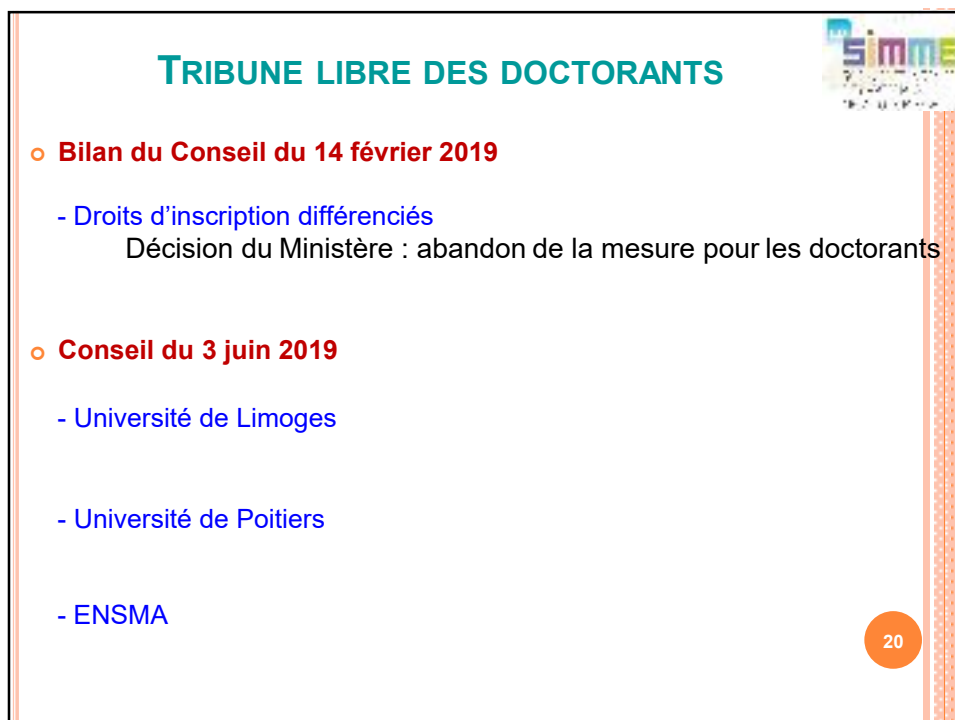 TRIBUNE LIBRE DES DOCTORANTS
simme
Bilan du Conseil du 14 février 2019
- Droits d'inscription différenciés
Décision du Ministère : abandon de la mesure pour les doctorants
Conseil du 3 juin 2019
- Université de Limoges
- Université de Poitiers
- ENSMA
20